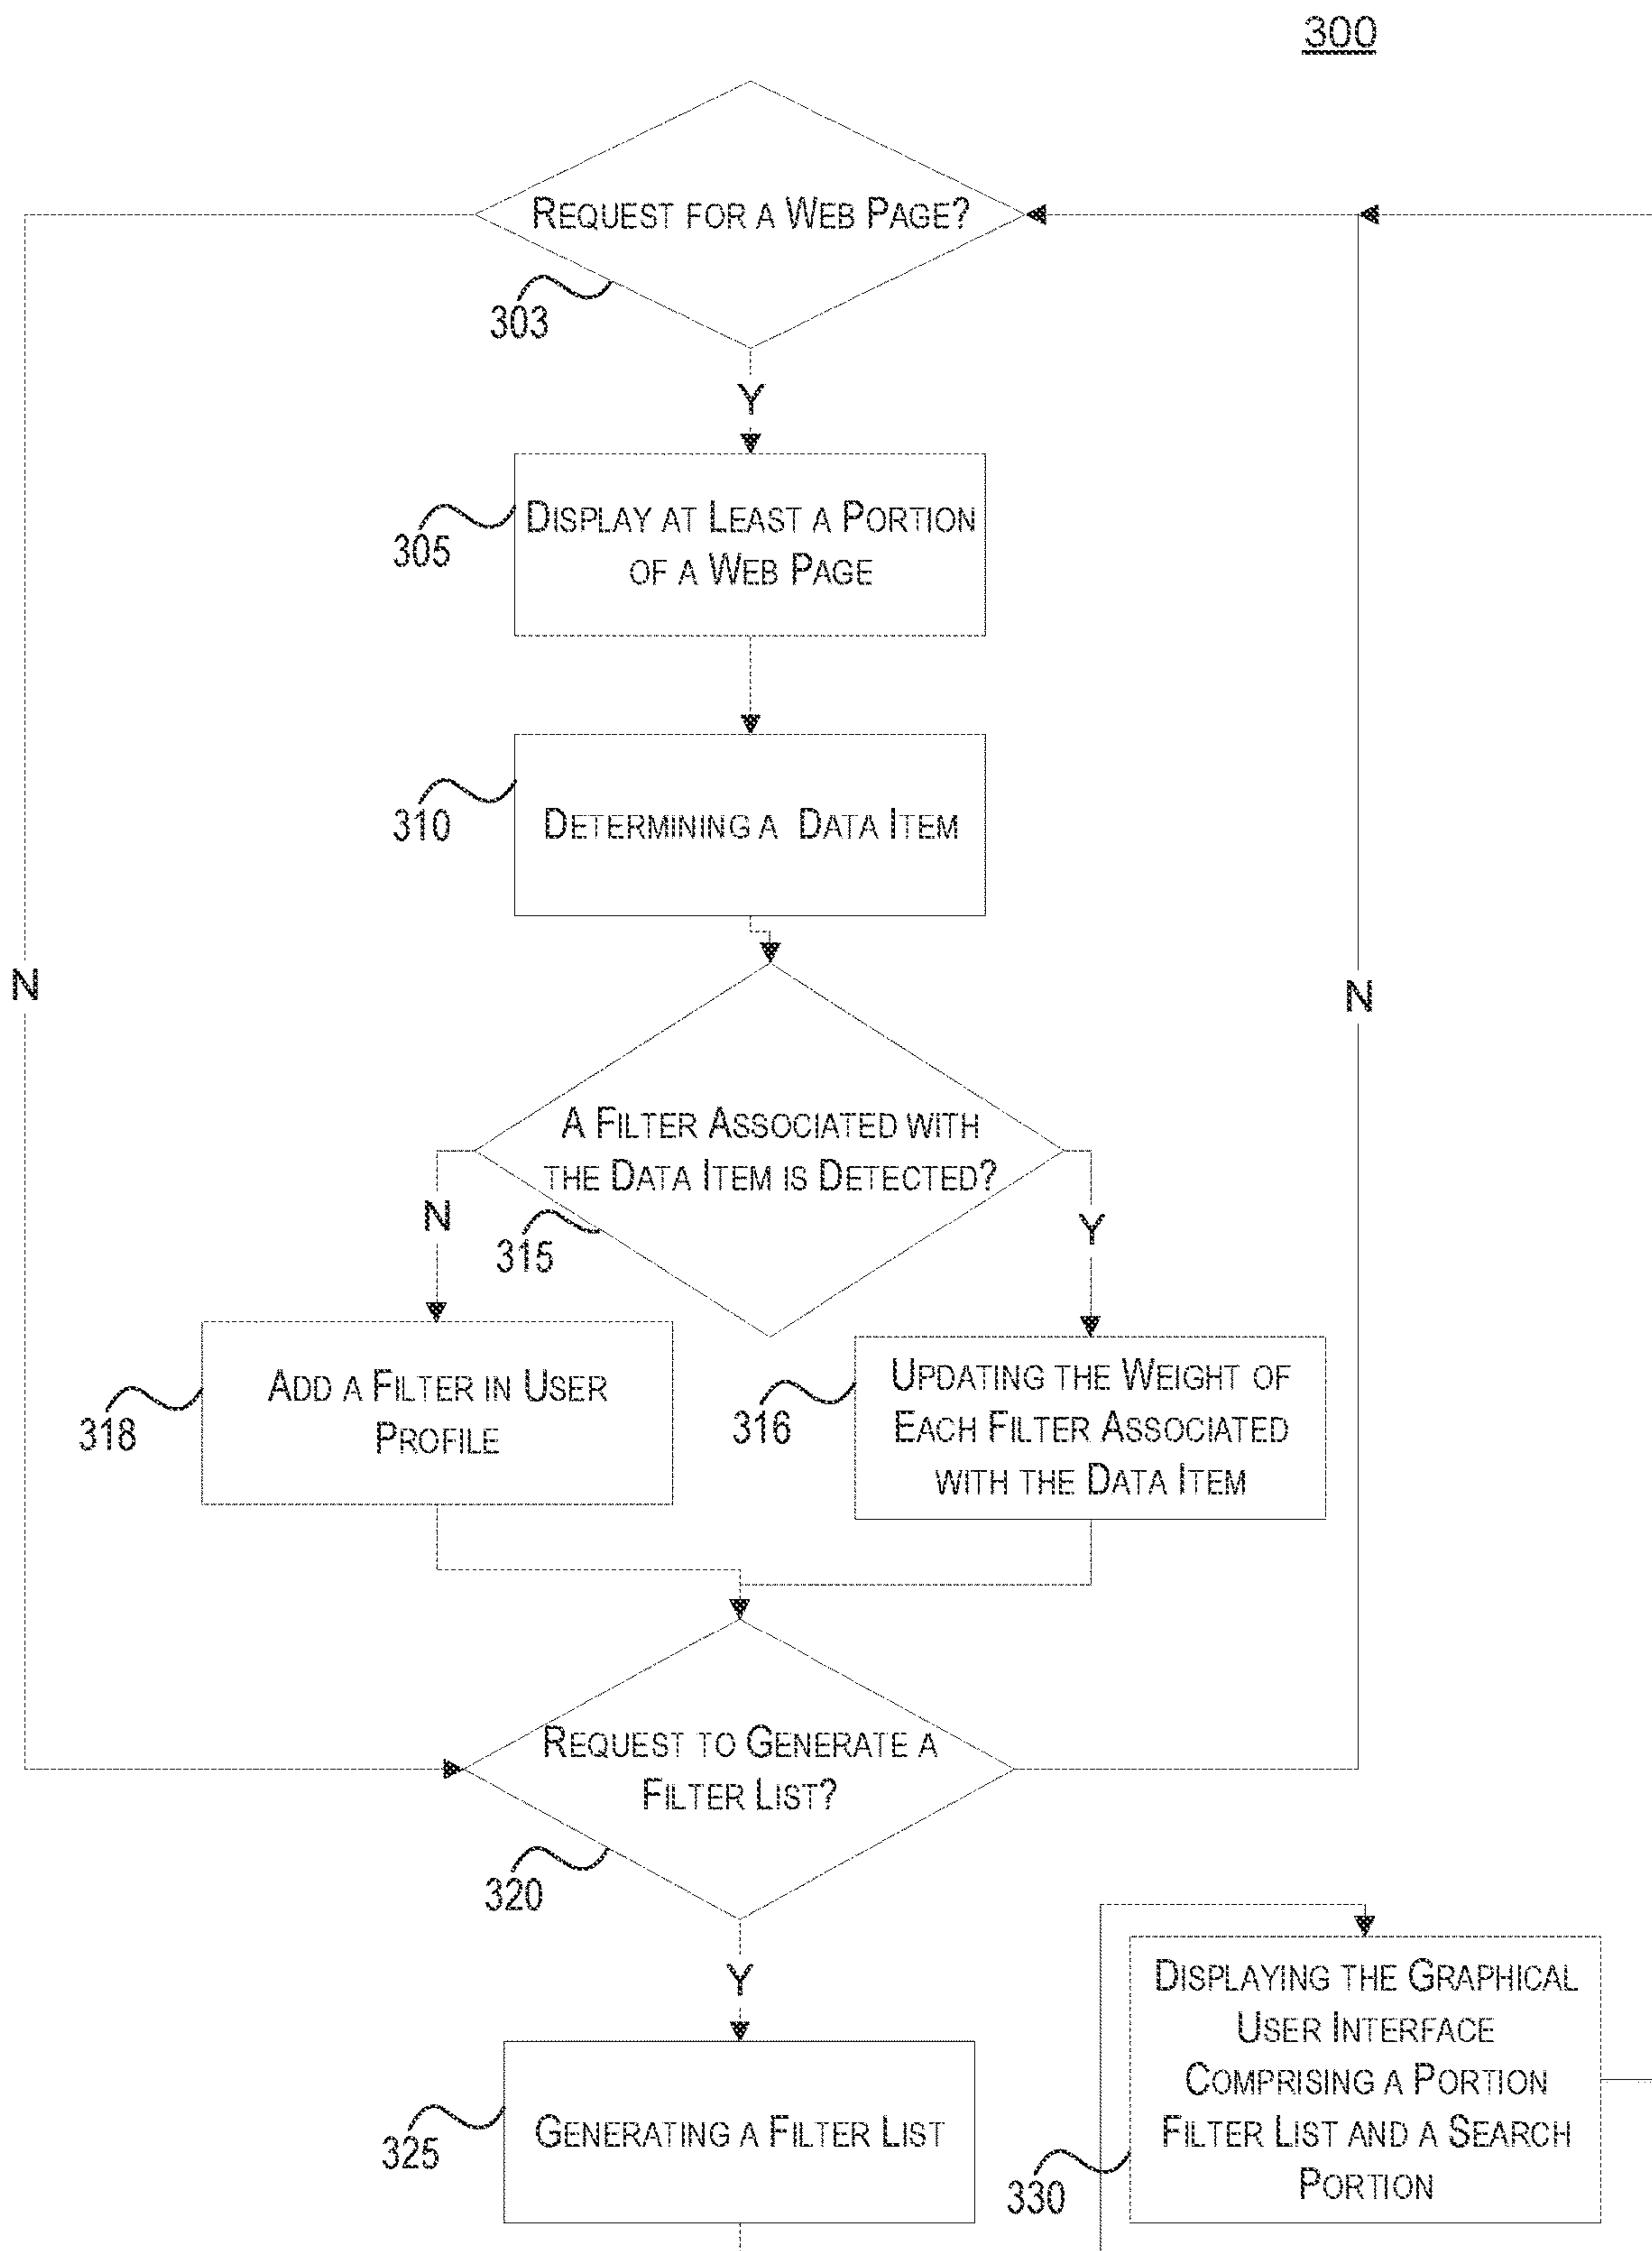 300
Request for a Web Page?
303
Y
Display at Least a Portion
of a Web Page
305
Determining a Data Item
310
N
N
A Filter Associated with
the Data Item is Detected?
315
N
Y
Add a Filter in User
Profile
318
Updating the Weight of
Each Filter Associated
with the Data Item
316
Request to Generate a
Filter List?
320
Y
Displaying the Graphical
User Interface
Comprising a Portion
Filter List and a Search
Portion
330
Generating a Filter List
325